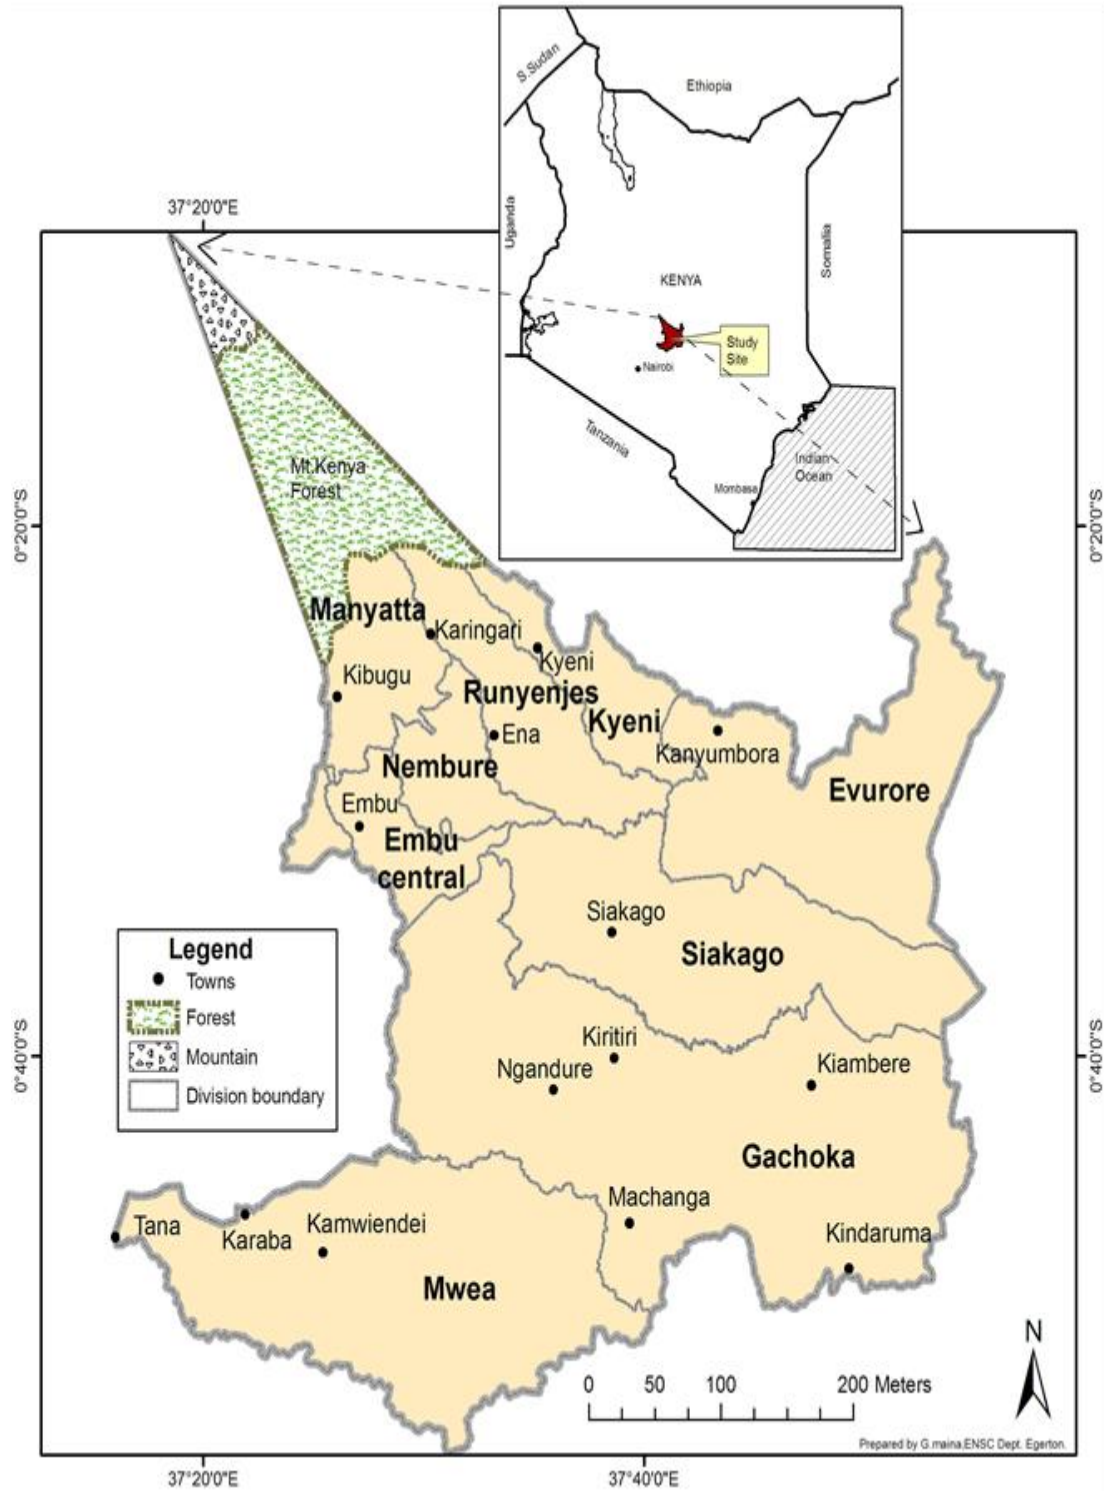 S.Sudan
Ethiopia
Uganda
Somalia
KENYA
Study
Site
Nairobi
Tanzania
Indian
Ocean
Mombasa
37°20'0"E
0°20'0"S
0°20'0"S
Mt.Kenya
Forest
Manyatta
Karingari
Kyeni
Kibugu
Runyenjes
Kyeni
Ena
Kanyumbora
Nembure
Evurore
Embu
Embu
central
Siakago
Siakago
Legend
Towns
Forest
Mountain
Division boundary
0°40'0"S
0°40'0"S
Kiritiri
Ngandure
Kiambere
Gachoka
Machanga
Tana
Karaba
Kamwiendei
Kindaruma
Mwea
N
0 50 100 200 Meters
Prepared by G.maina,ENSC Dept. Egerton.
37°20'0"E
37°40'0"E